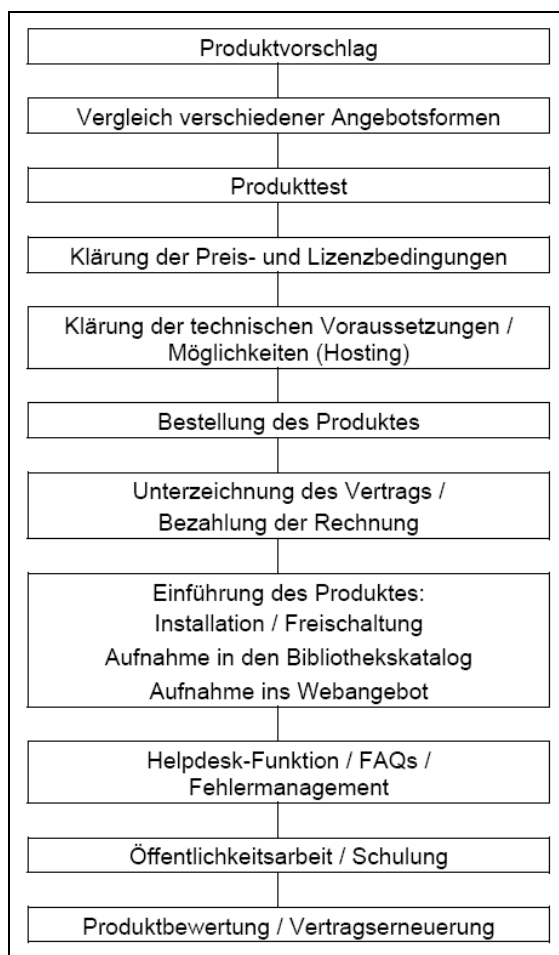 Produktvorschlag
Vergleich verschiedener Angebotsformen
Produkttest
Klärung der Preis- und Lizenzbedingungen
Klärung der technischen Voraussetzungen /
Möglichkeiten (Hosting)
Bestellung des Produktes
Unterzeichnung des Vertrags /
Bezahlung der Rechnung
Einführung des Produktes:
Installation / Freischaltung
Aufnahme in den Bibliothekskatalog
Aufnahme ins Webangebot
Helpdesk-Funktion / FAQs /
Fehlermanagement
Öffentlichkeitsarbeit / Schulung
Produktbewertung / Vertragserneuerung